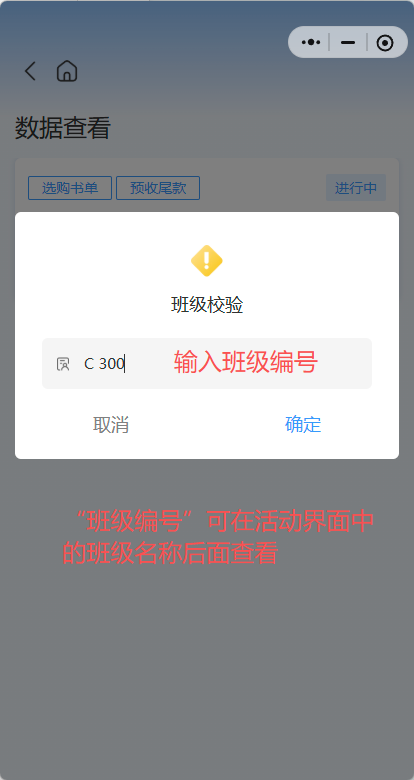 数据查看
选购书单 预收尾款 进行中
班级校验
C 300 输入班级编号
取消 确定
“班级编号”可在活动界面中
的班级名称后面查看